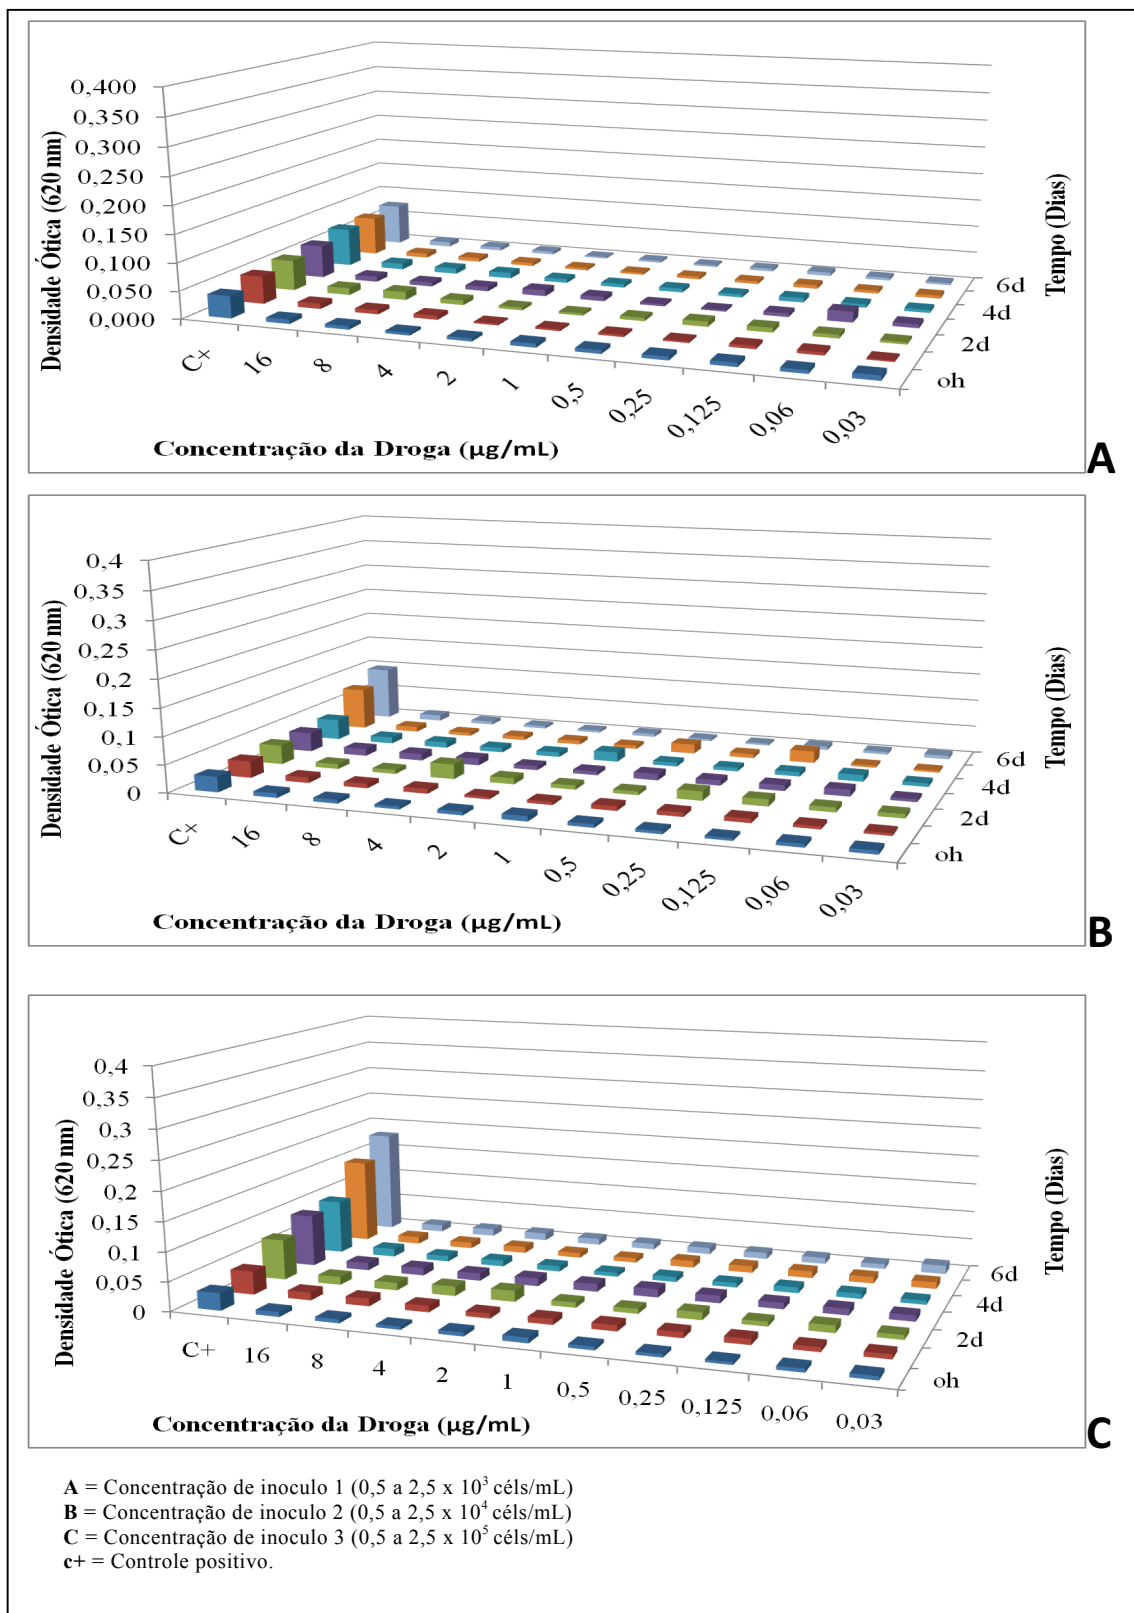 0,400
0,350
0,300
0,250
0,200
0,150
0,100
0,050
0,000
Densidade Ótica (620 nm)
C+
16
8
4
2
1
0,5
0,25
0,125
0,06
0,03
oh
2d
4d
6d
Tempo (Dias)
Concentração da Droga (µg/mL)
A
0,4
0,35
0,3
0,25
0,2
0,15
0,1
0,05
0
Densidade Ótica (620 nm)
C+
16
8
4
2
1
0,5
0,25
0,125
0,06
0,03
oh
2d
4d
6d
Tempo (Dias)
Concentração da Droga (µg/mL)
B
0,4
0,35
0,3
0,25
0,2
0,15
0,1
0,05
0
Densidade Ótica (620 nm)
C+
16
8
4
2
1
0,5
0,25
0,125
0,06
0,03
oh
2d
4d
6d
Tempo (Dias)
Concentração da Droga (µg/mL)
C
A = Concentração de inoculo 1 (0,5 a 2,5 x 10³ céls/mL)
B = Concentração de inoculo 2 (0,5 a 2,5 x 10⁴ céls/mL)
C = Concentração de inoculo 3 (0,5 a 2,5 x 10⁵ céls/mL)
c+ = Controle positivo.